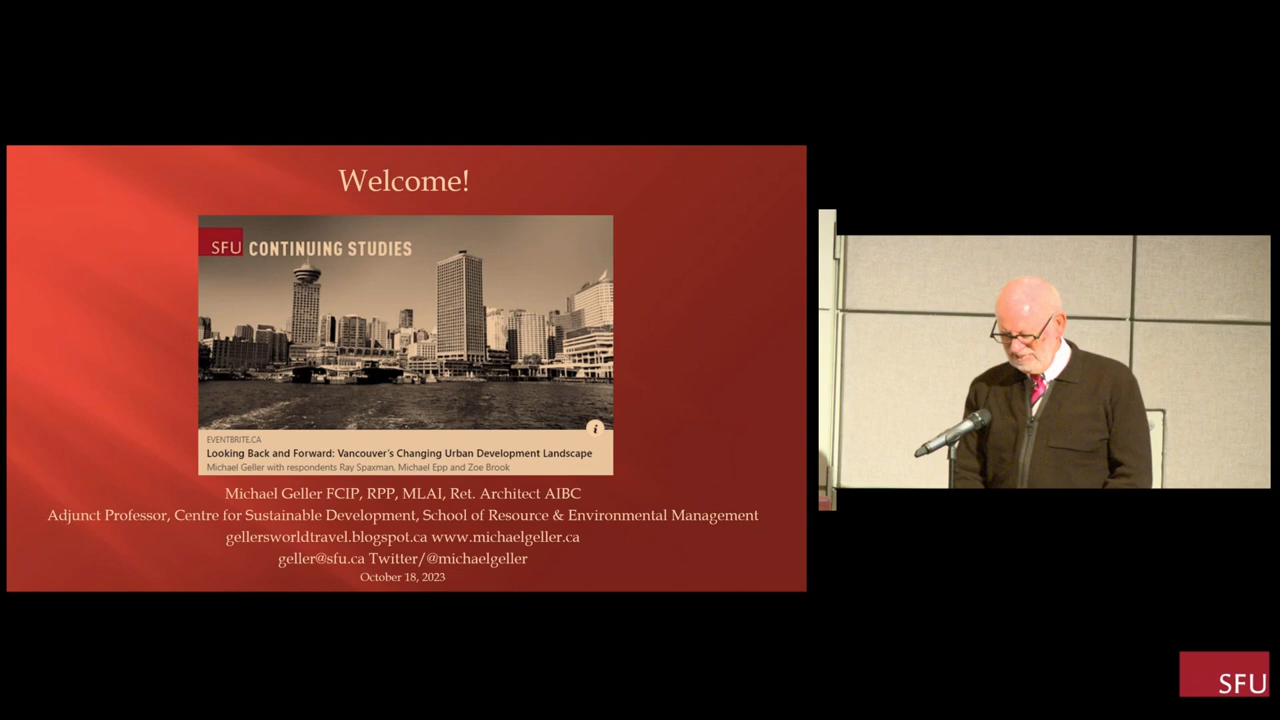 Welcome!
SFU CONTINUING STUDIES
i
EVENTBRITE.CA
Looking Back and Forward: Vancouver's Changing Urban Development Landscape
Michael Geller with respondents Ray Spaxman, Michael Epp and Zoe Brook
Michael Geller FCIP, RPP, MLAI, Ret. Architect AIBC
Adjunct Professor, Centre for Sustainable Development, School of Resource & Environmental Management
gellersworldtravel.blogspot.ca www.michaelgeller.ca
geller@sfu.ca Twitter/@michaelgeller
October 18, 2023
SFU